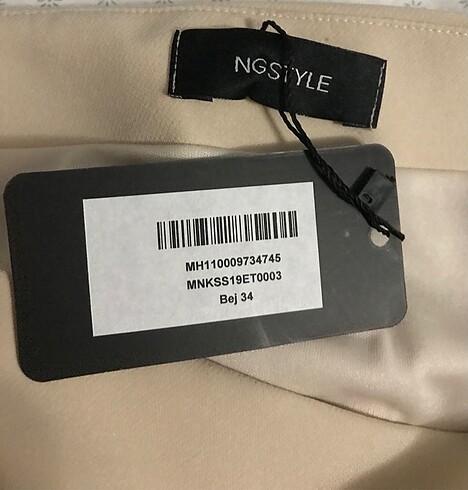 NGSTYLE
MH110009734745
MNKSS19ET0003
Bej 34